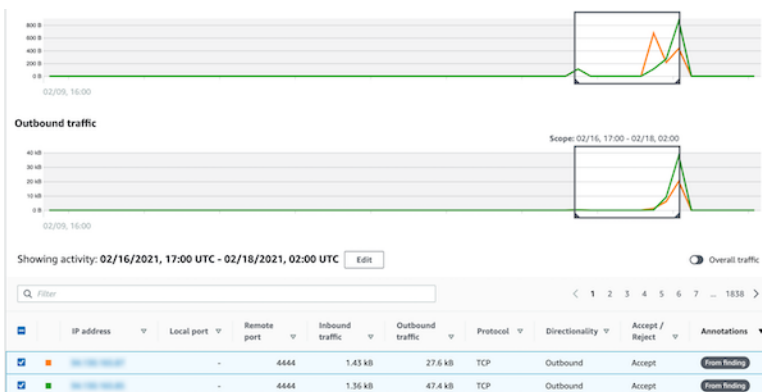 800 B
600 B
400 B
200 B
0 B
02/09, 16:00
Outbound traffic
Scope: 02/16, 17:00 - 02/18, 02:00
40 kB
30 kB
20 kB
10 kB
0 B
02/09, 16:00
Showing activity: 02/16/2021, 17:00 UTC - 02/18/2021, 02:00 UTC Edit Overall traffic
Filter < 1 2 3 4 5 6 7 ... 1838 >
IP address Local port Remote port Inbound traffic Outbound traffic Protocol Directionality Accept / Reject Annotations
- 4444 1.43 kB 27.6 kB TCP Outbound Accept From finding
- 4444 1.36 kB 47.4 kB TCP Outbound Accept From finding